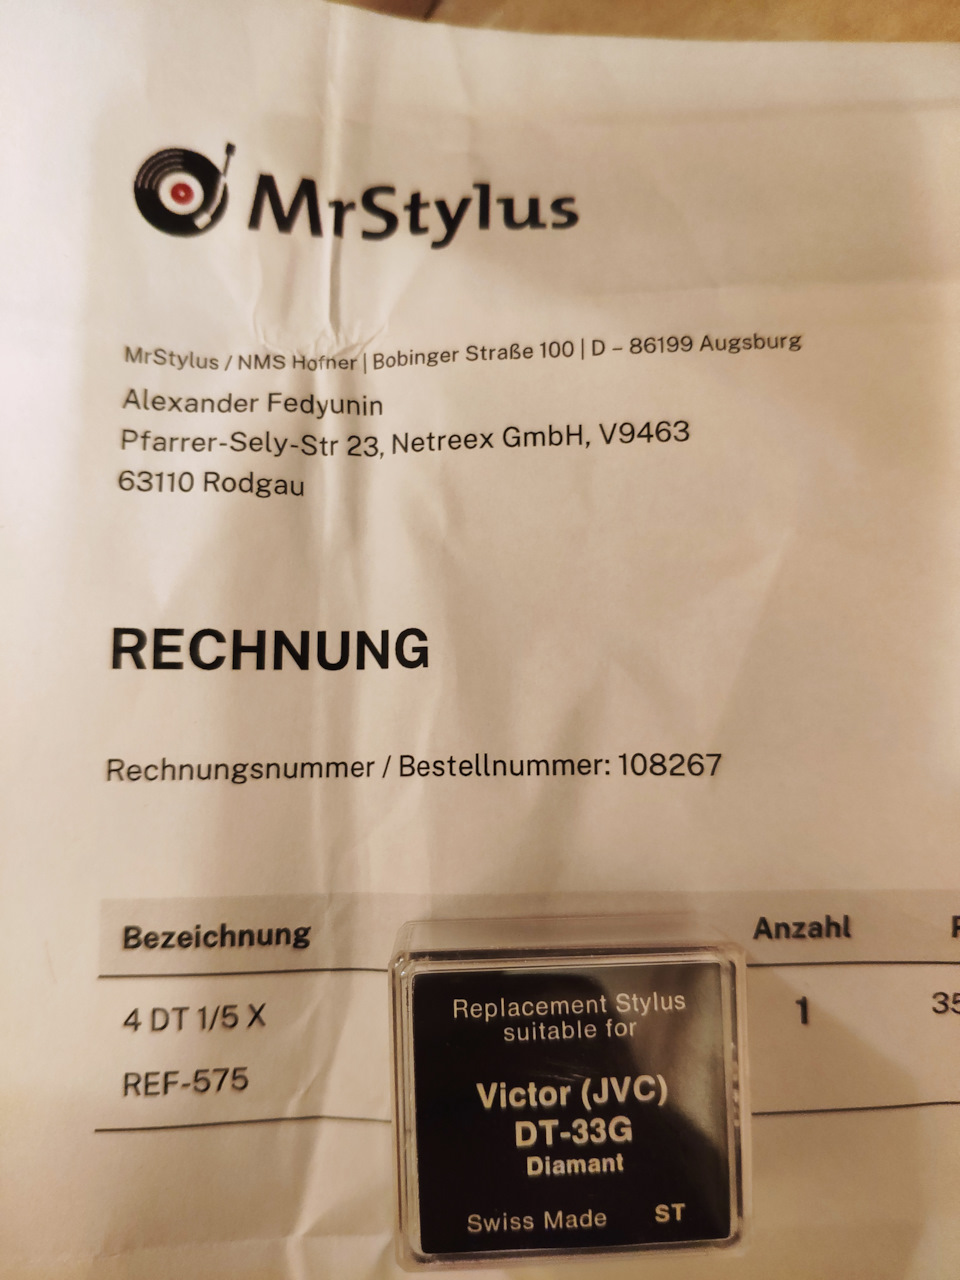 MrStylus
MrStylus / NMS Hofner | Bobinger Straße 100 | D – 86199 Augsburg
Alexander Fedyunin
Pfarrer-Sely-Str 23, Netreex GmbH, V9463
63110 Rodgau
RECHNUNG
Rechnungsnummer / Bestellnummer: 108267
Bezeichnung Anzahl
4 DT 1/5 X 1 35
REF-575
Replacement Stylus
suitable for
Victor (JVC)
DT-33G
Diamant
Swiss Made ST